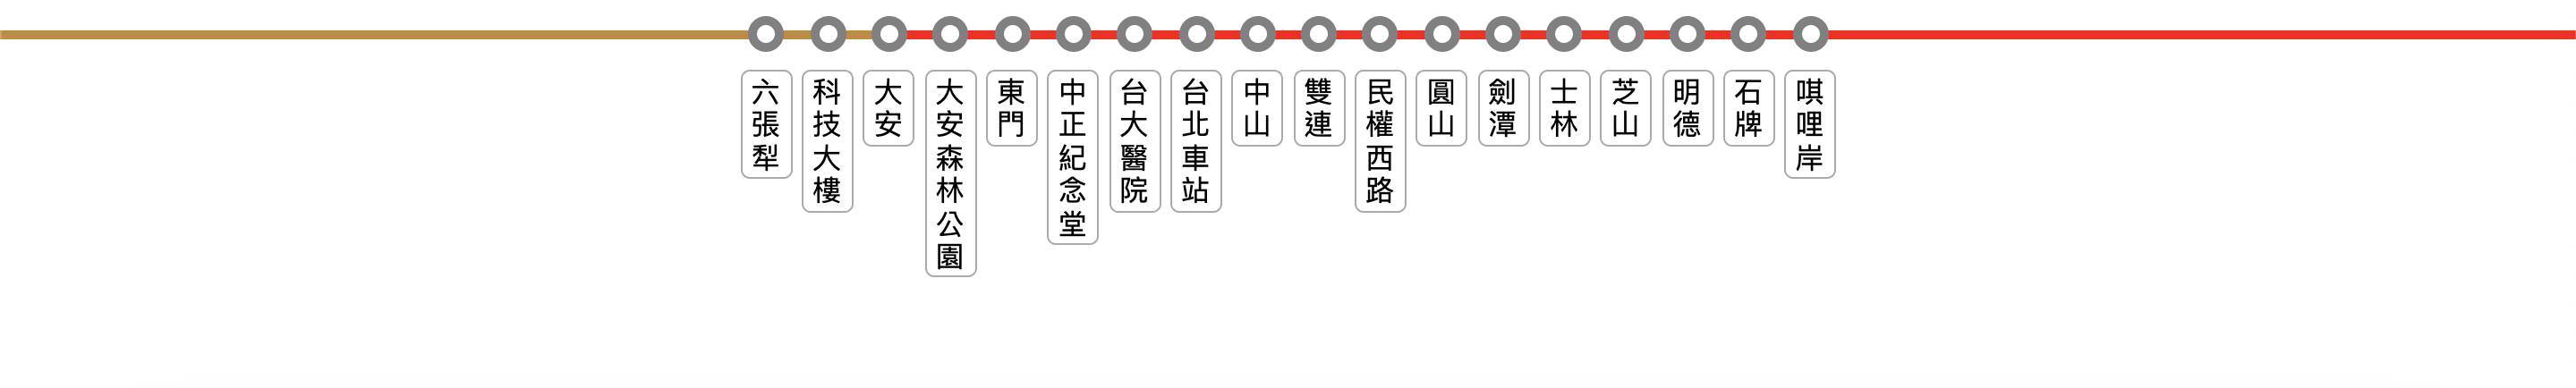 六張犁
科技大樓
大安
大安森林公園
東門
中正紀念堂
台大醫院
台北車站
中山
雙連
民權西路
圓山
劍潭
士林
芝山
明德
石牌
唭哩岸